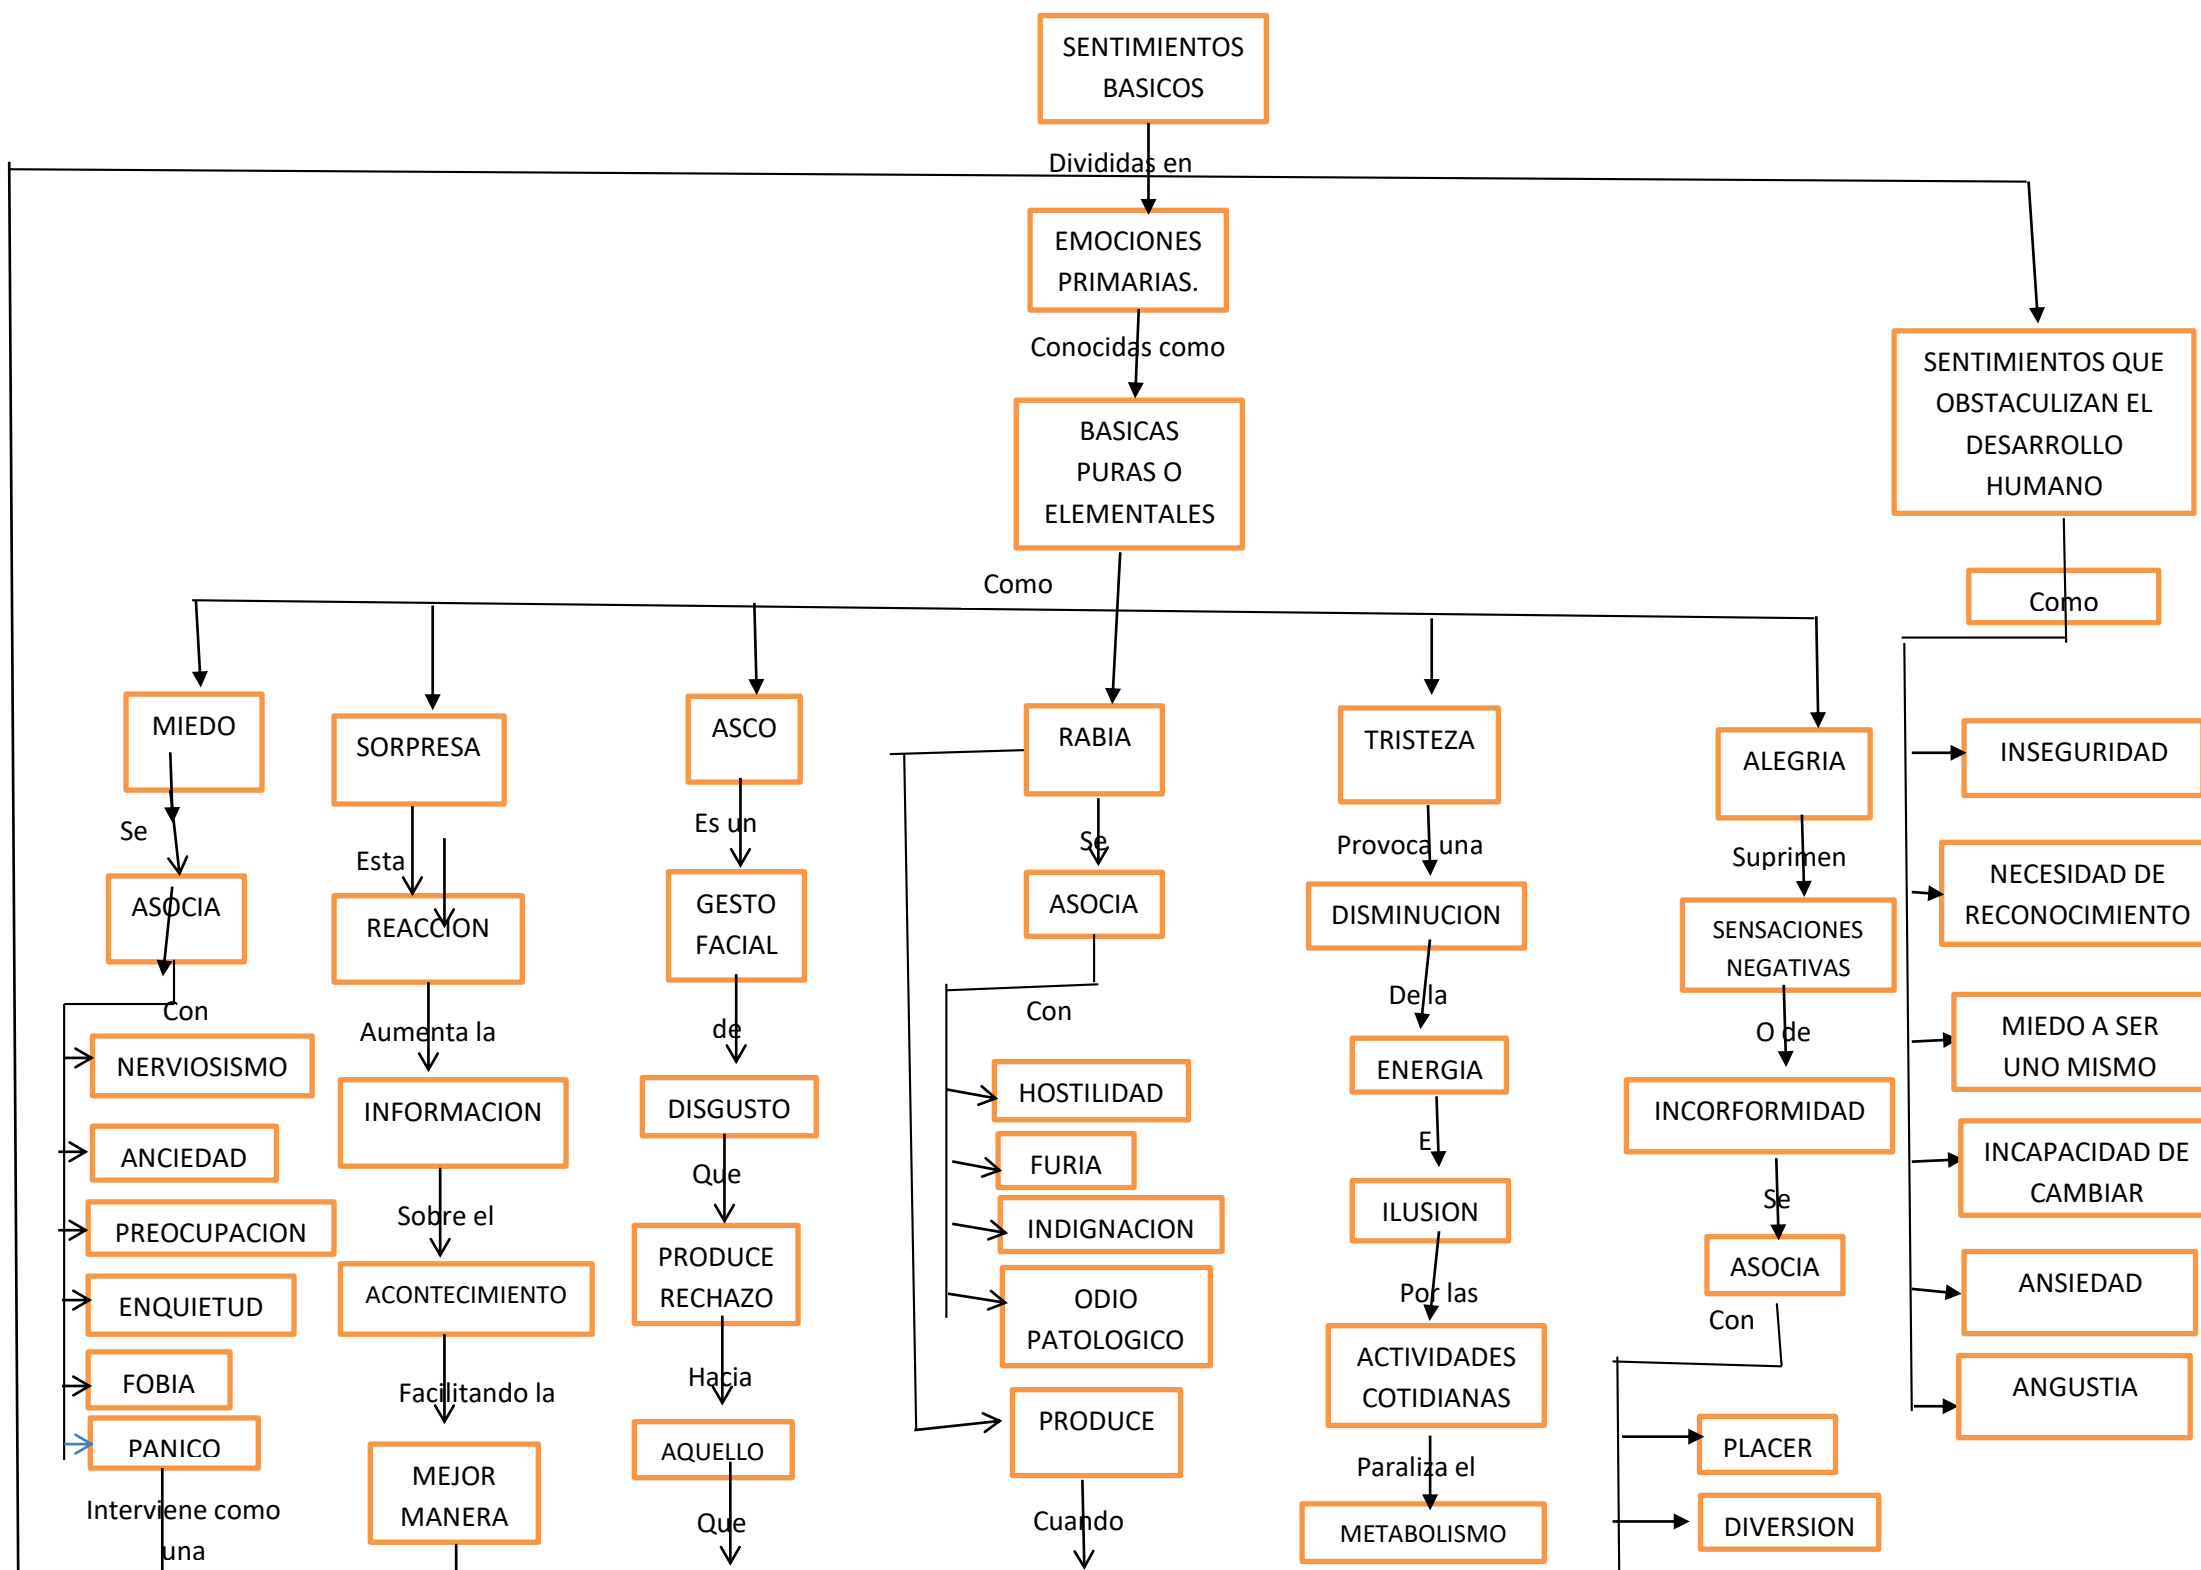 SENTIMIENTOS
BASICOS
Divididas en
EMOCIONES
PRIMARIAS.
Conocidas como
BASICAS
PURAS O
ELEMENTALES
Como
MIEDO
Se
ASOCIA
Con
NERVIOSISMO
ANCIEDAD
PREOCUPACION
ENQUIETUD
FOBIA
PANICO
Interviene como
una
SORPRESA
Esta
REACCION
Aumenta la
INFORMACION
Sobre el
ACONTECIMIENTO
Facilitando la
MEJOR
MANERA
ASCO
Es un
GESTO
FACIAL
de
DISGUSTO
Que
PRODUCE
RECHAZO
Hacia
AQUELLO
Que
RABIA
Se
ASOCIA
Con
HOSTILIDAD
FURIA
INDIGNACION
ODIO
PATOLOGICO
PRODUCE
Cuando
TRISTEZA
Provoca una
DISMINUCION
De la
ENERGIA
E
ILUSION
Por las
ACTIVIDADES
COTIDIANAS
Paraliza el
METABOLISMO
ALEGRIA
Suprimen
SENSACIONES
NEGATIVAS
O de
INCORFORMIDAD
Se
ASOCIA
Con
PLACER
DIVERSION
SENTIMIENTOS QUE
OBSTACULIZAN EL
DESARROLLO
HUMANO
Como
INSEGURIDAD
NECESIDAD DE
RECONOCIMIENTO
MIEDO A SER
UNO MISMO
INCAPACIDAD DE
CAMBIAR
ANSIEDAD
ANGUSTIA